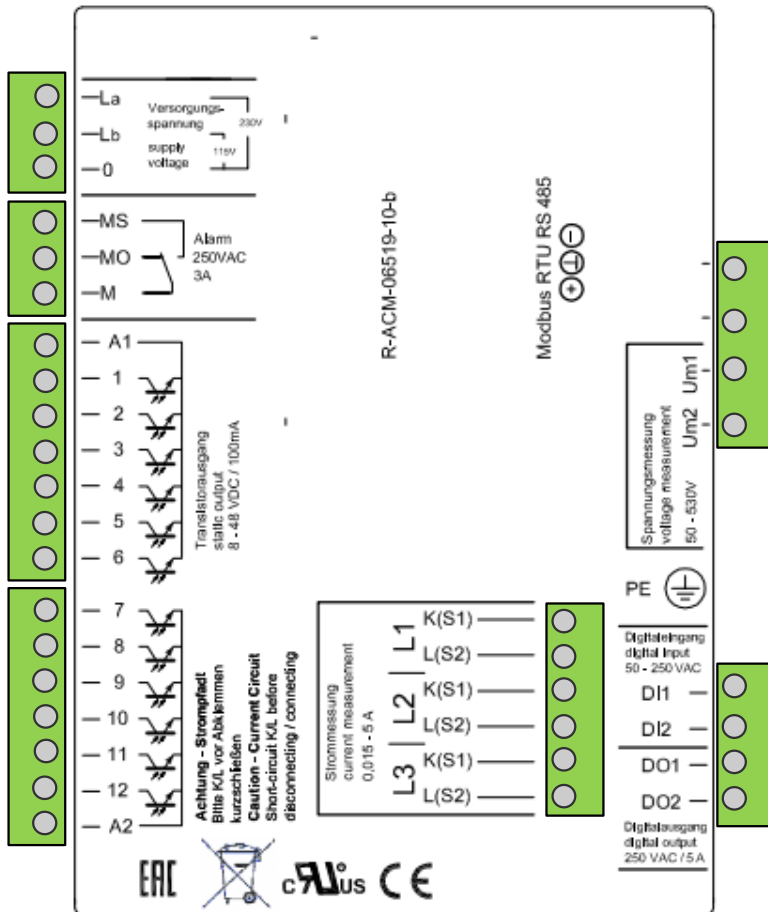 La
Lb
0
Versorgungs-
spannung
supply
voltage
230V
115V
MS
MO
M
Alarm
250VAC
3A
A1
1
2
3
4
5
6
Transistorausgang
static output
8 - 48 VDC / 100mA
7
8
9
10
11
12
A2
Achtung - Strompfad!
Bitte K/L vor Abklemmen
kurzschießen
Caution - Current Circuit
Short-circuit K/L before
disconnecting / connecting
R-ACM-06519-10-b
Modbus RTU RS 485
Strommessung
current measurement
0,015 - 5 A
L1
K(S1)
L(S2)
L2
K(S1)
L(S2)
L3
K(S1)
L(S2)
Spannungsmessung
voltage measurement
50 - 530V
Um2
Um1
PE
Digitaleingang
digital input
50 - 250 VAC
DI1
DI2
DO1
DO2
Digitalausgang
digital output
250 VAC / 5 A
EAC
c RU us CE